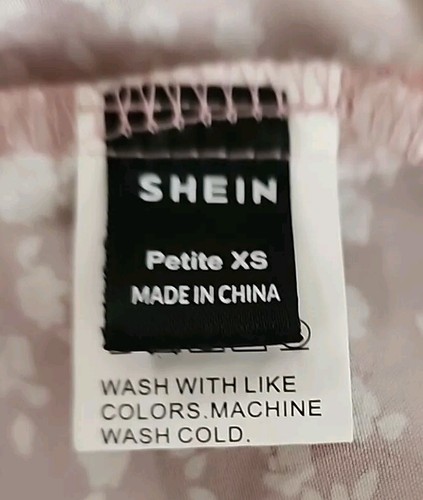 SHEIN
Petite XS
MADE IN CHINA
WASH WITH LIKE
COLORS.MACHINE
WASH COLD.